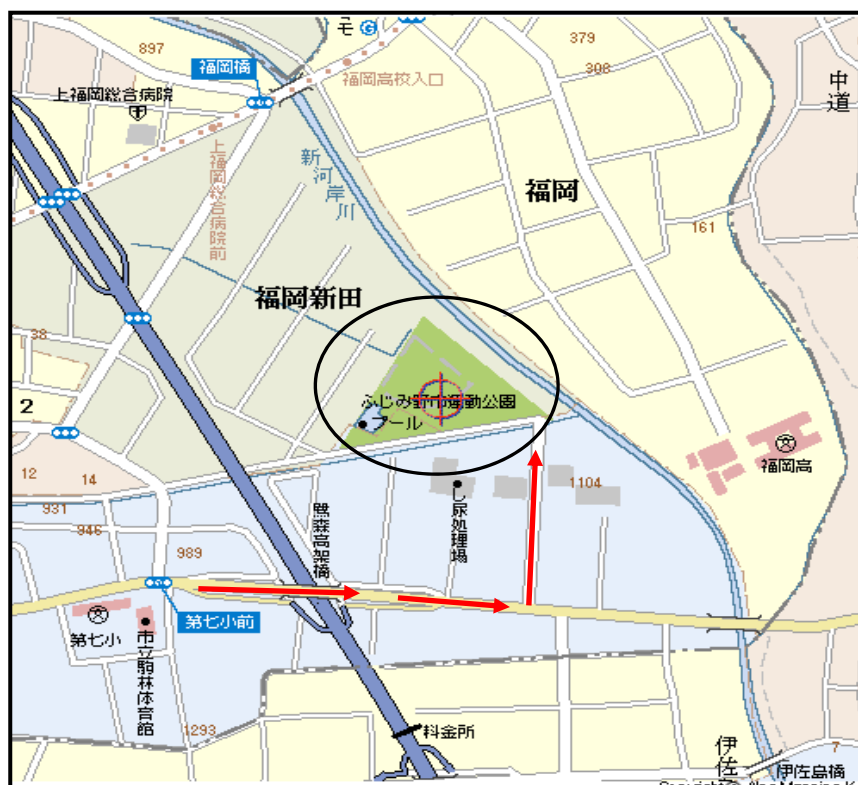 897
モ G
379
308
福岡橋
福岡高校入口
上福岡総合病院
中道
新河岸川
福岡
上福岡総合病院前
161
福岡新田
38
2
ふじみ野市運動公園
プール
12
14
福岡高
931
946
989
鷺森高架橋
し尿処理場
1104
第七小前
第七小
市立駒林体育館
1293
料金所
7
伊佐島橋